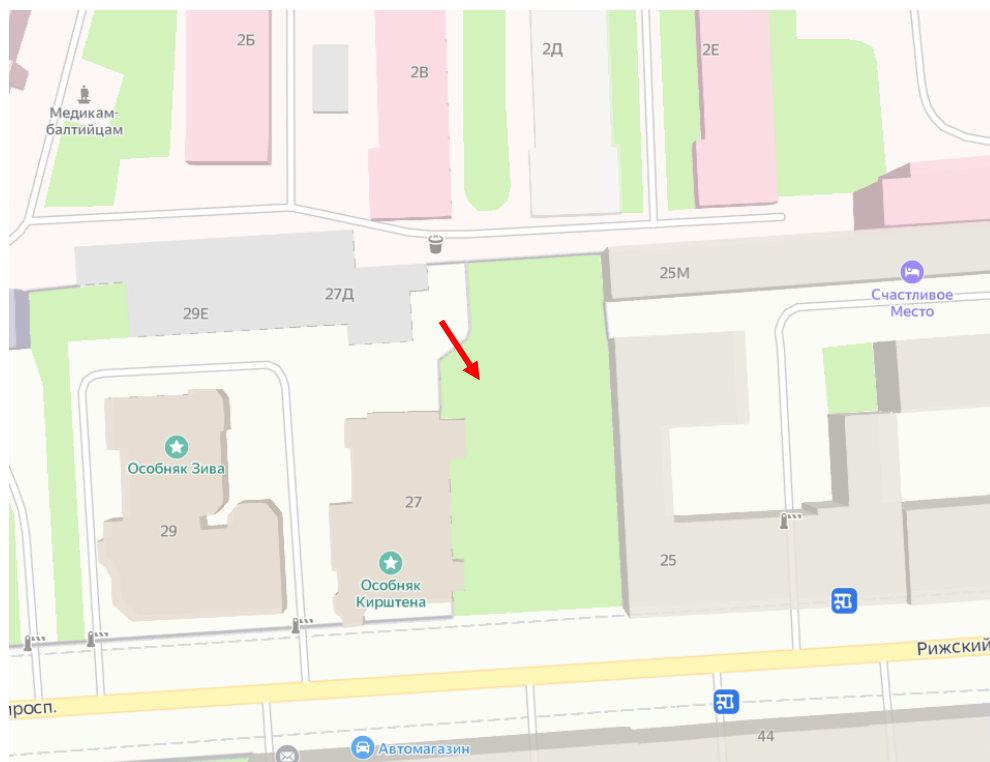 2Б
2В
2Д
2Е
Медикам-
балтийцам
25М
Счастливое
Место
27Д
29Е
Особняк Зива
29
27
Особняк
Кирштена
25
Рижский
просп.
44
Автомагазин